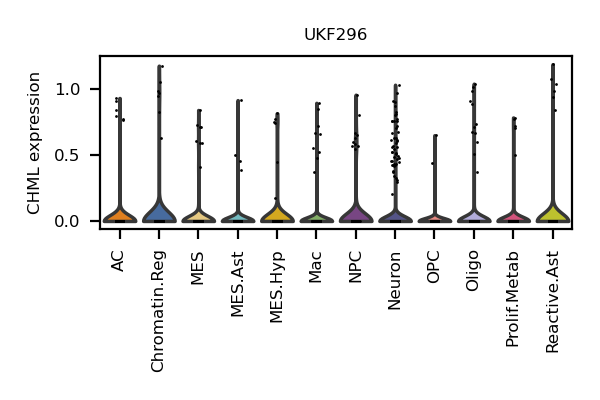 UKF296
CHML expression
1.0
0.5
0.0
AC
Chromatin.Reg
MES
MES.Ast
MES.Hyp
Mac
NPC
Neuron
OPC
Oligo
Prolif.Metab
Reactive.Ast